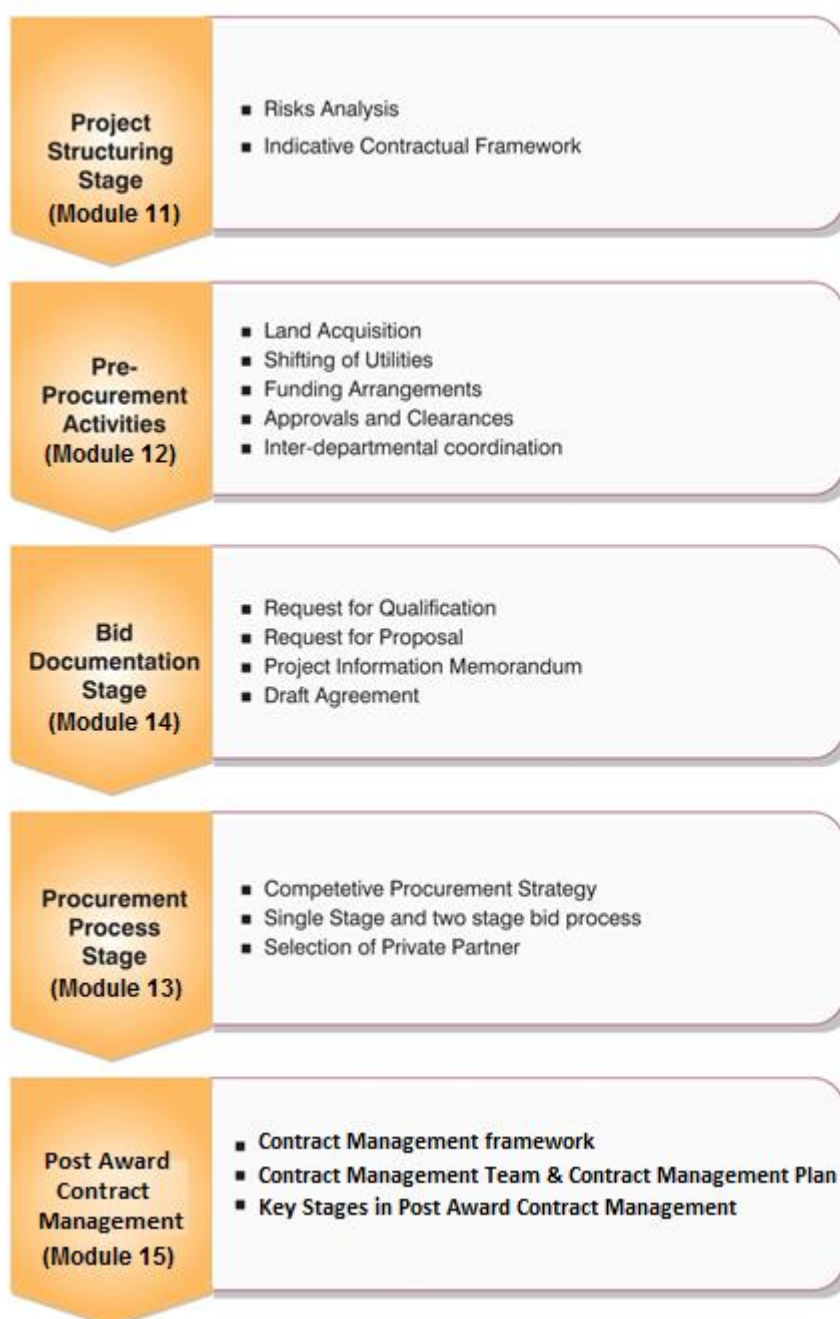 Project
Structuring
Stage
(Module 11)
▪ Risks Analysis
▪ Indicative Contractual Framework
Pre-
Procurement
Activities
(Module 12)
▪ Land Acquisition
▪ Shifting of Utilities
▪ Funding Arrangements
▪ Approvals and Clearances
▪ Inter-departmental coordination
Bid
Documentation
Stage
(Module 14)
▪ Request for Qualification
▪ Request for Proposal
▪ Project Information Memorandum
▪ Draft Agreement
Procurement
Process
Stage
(Module 13)
▪ Competetive Procurement Strategy
▪ Single Stage and two stage bid process
▪ Selection of Private Partner
Post Award
Contract
Management
(Module 15)
▪ Contract Management framework
▪ Contract Management Team & Contract Management Plan
▪ Key Stages in Post Award Contract Management